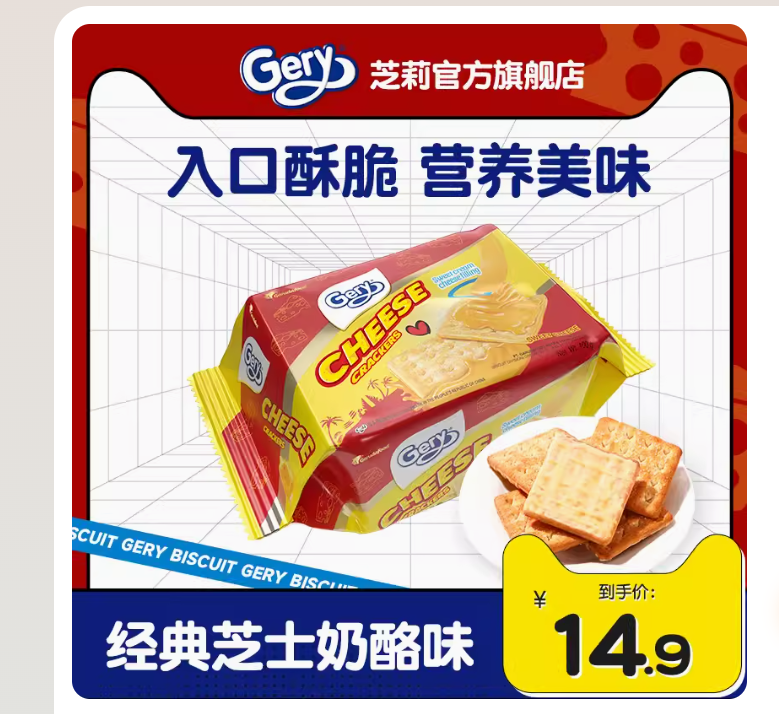 Gery 芝莉官方旗舰店
入口酥脆 营养美味
Gery
CHEESE
CRACKERS
Sweet cream
cheese filling
Gery
CHEESE
CRACKERS
Gery
CHEESE
SCUIT GERY BISCUIT GERY BISCUIT
经典芝士奶酪味
¥
到手价:
14.9